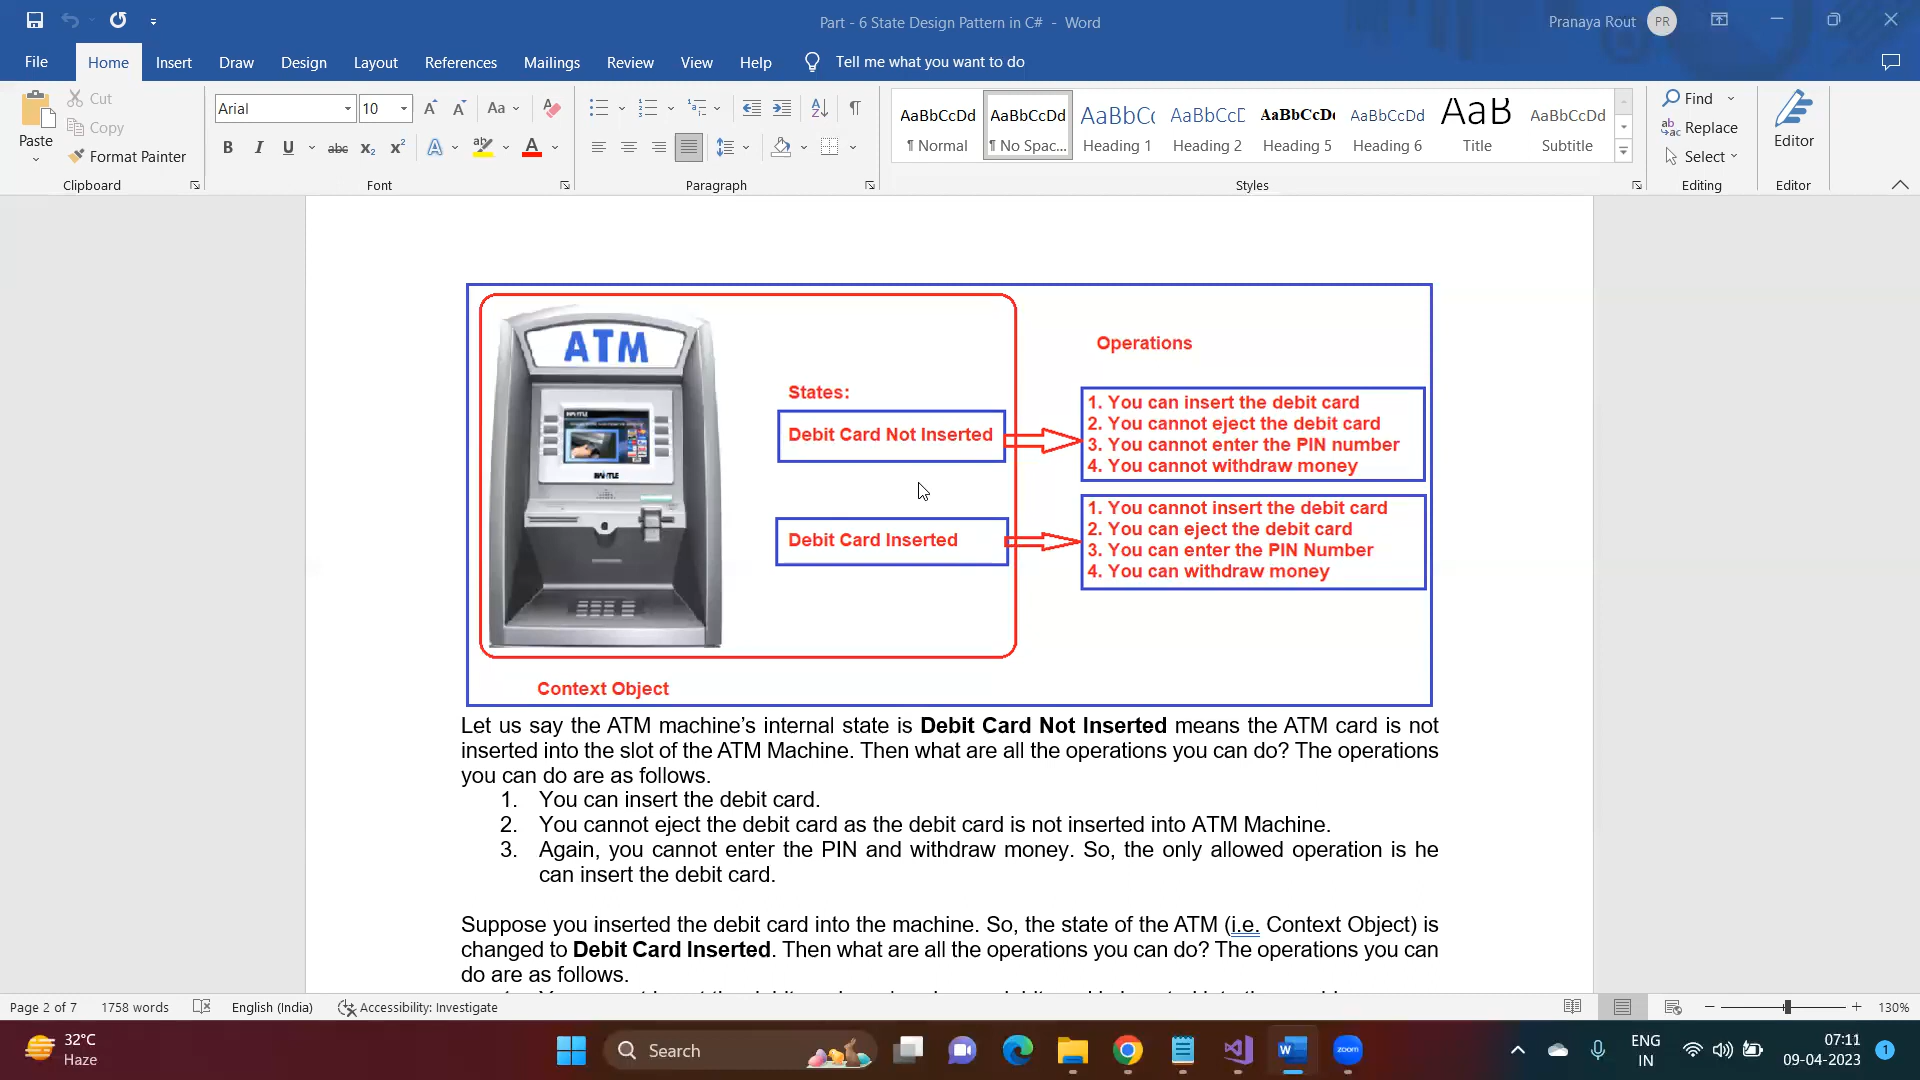 Part - 6 State Design Pattern in C# - Word
Pranaya Rout PR
File Home Insert Draw Design Layout References Mailings Review View Help Tell me what you want to do
Paste
Cut
Copy
Format Painter
Clipboard
Arial 10
Aa
B I U abc x₂ x² A ab A
Font
Paragraph
AaBbCcDd
¶ Normal
AaBbCcDd
¶ No Spac...
AaBbC
Heading 1
AaBbCcD
Heading 2
AaBbCcDd
Heading 5
AaBbCcDd
Heading 6
AaB
Title
AaBbCcDd
Subtitle
Styles
Find
Replace
Select
Editing
Editor
Editor
ATM
States:
Debit Card Not Inserted
Debit Card Inserted
Context Object
Operations
1. You can insert the debit card
2. You cannot eject the debit card
3. You cannot enter the PIN number
4. You cannot withdraw money
1. You cannot insert the debit card
2. You can eject the debit card
3. You can enter the PIN Number
4. You can withdraw money
Let us say the ATM machine’s internal state is Debit Card Not Inserted means the ATM card is not
inserted into the slot of the ATM Machine. Then what are all the operations you can do? The operations
you can do are as follows.
1. You can insert the debit card.
2. You cannot eject the debit card as the debit card is not inserted into ATM Machine.
3. Again, you cannot enter the PIN and withdraw money. So, the only allowed operation is he
can insert the debit card.
Suppose you inserted the debit card into the machine. So, the state of the ATM (i.e. Context Object) is
changed to Debit Card Inserted. Then what are all the operations you can do? The operations you can
do are as follows.
Page 2 of 7 1758 words English (India) Accessibility: Investigate 130%
32°C
Haze
Search
zoom
ENG
IN
07:11
09-04-2023
1